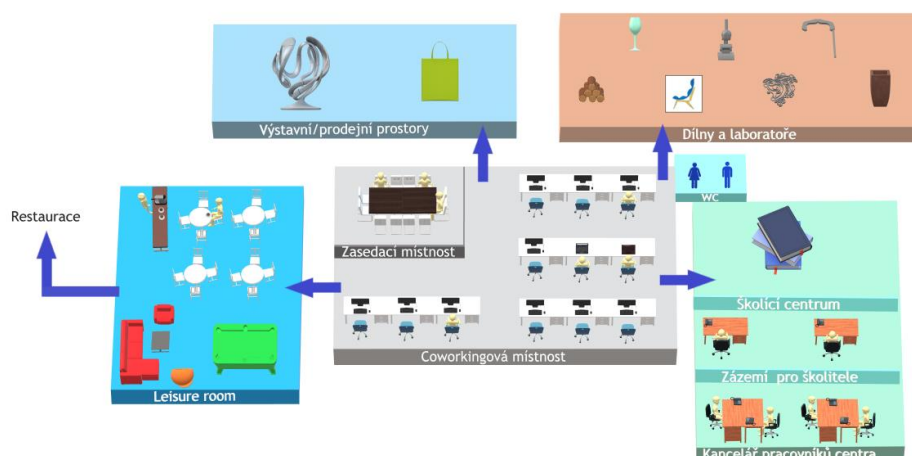 Výstavní/prodejní prostory
Dílny a laboratoře
Restaurace
Zasedací místnost
WC
Školící centrum
Coworkingová místnost
Zázemí pro školitele
Leisure room
Kancelář pracovníků centra